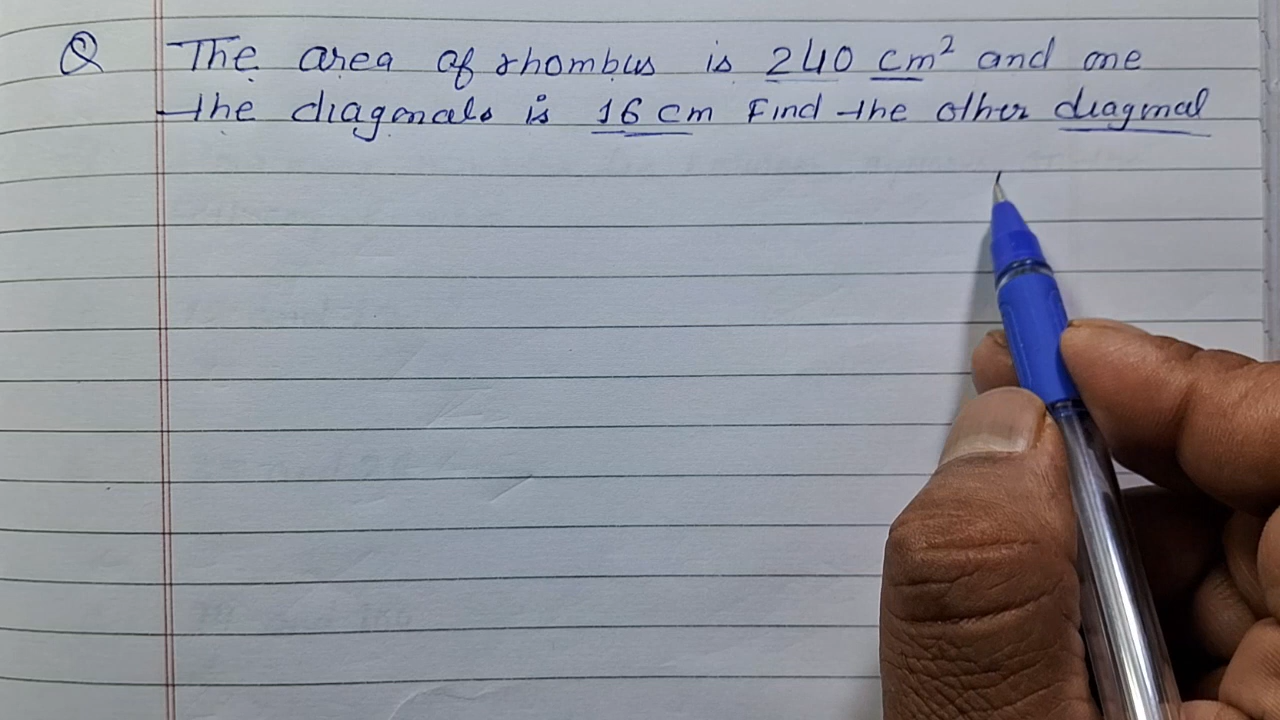 Q The area of rhombus is 240 cm² and one
the diagonals is 16 cm Find the other diagonal